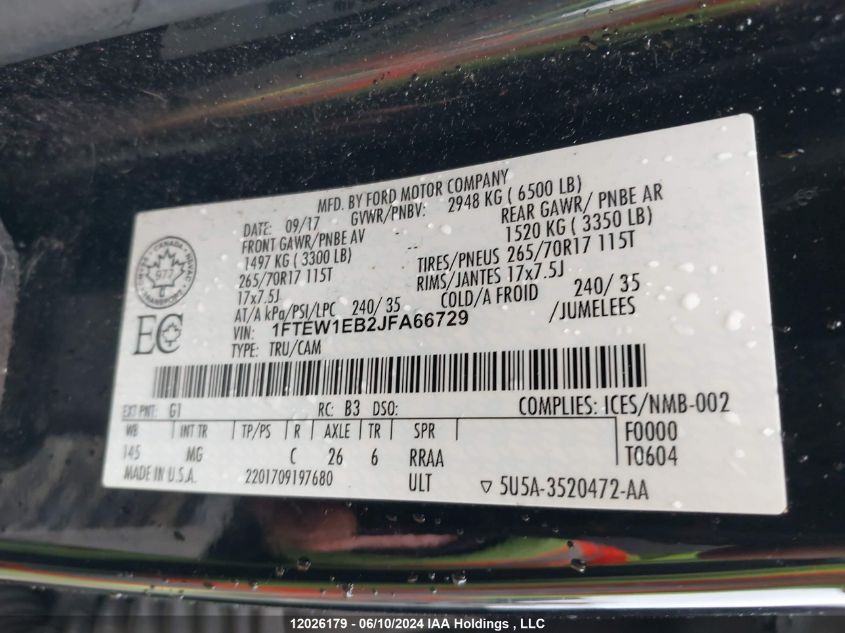 MFD. BY FORD MOTOR COMPANY
DATE: 09/17 GVWR/PNBV: 2948 KG ( 6500 LB)
FRONT GAWR/PNBE AV REAR GAWR/ PNBE AR
1497 KG ( 3300 LB) 1520 KG ( 3350 LB)
265/70R17 115T TIRES/PNEUS 265/70R17 115T
17x7.5J RIMS/JANTES 17x7.5J
AT/A kPa/PSI/LPC 240/ 35 COLD/A FROID 240/ 35
VIN: 1FTEW1EB2JFA66729 /JUMELEES
TYPE: TRU/CAM
CANADA
977
TRANSPORT
EC
EXT PNT: G1 RC: B3 DSO: COMPLIES: ICES/NMB-002
WB INT TR TP/PS R AXLE TR SPR F0000
145 MG C 26 6 RRAA T0604
MADE IN U.S.A. 2201709197680 ULT ▽ 5U5A-3520472-AA
12026179 - 06/10/2024 IAA Holdings , LLC